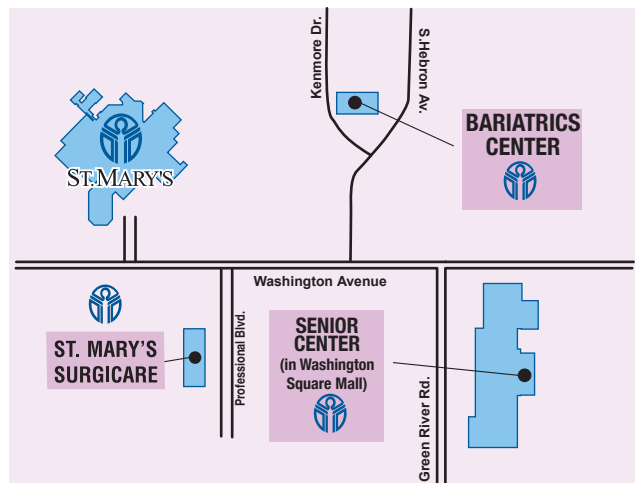 Kenmore Dr.
S.Hebron Av.
BARIATRICS
CENTER
ST.MARY'S
Washington Avenue
ST. MARY'S
SURGICARE
Professional Blvd.
SENIOR
CENTER
(in Washington
Square Mall)
Green River Rd.